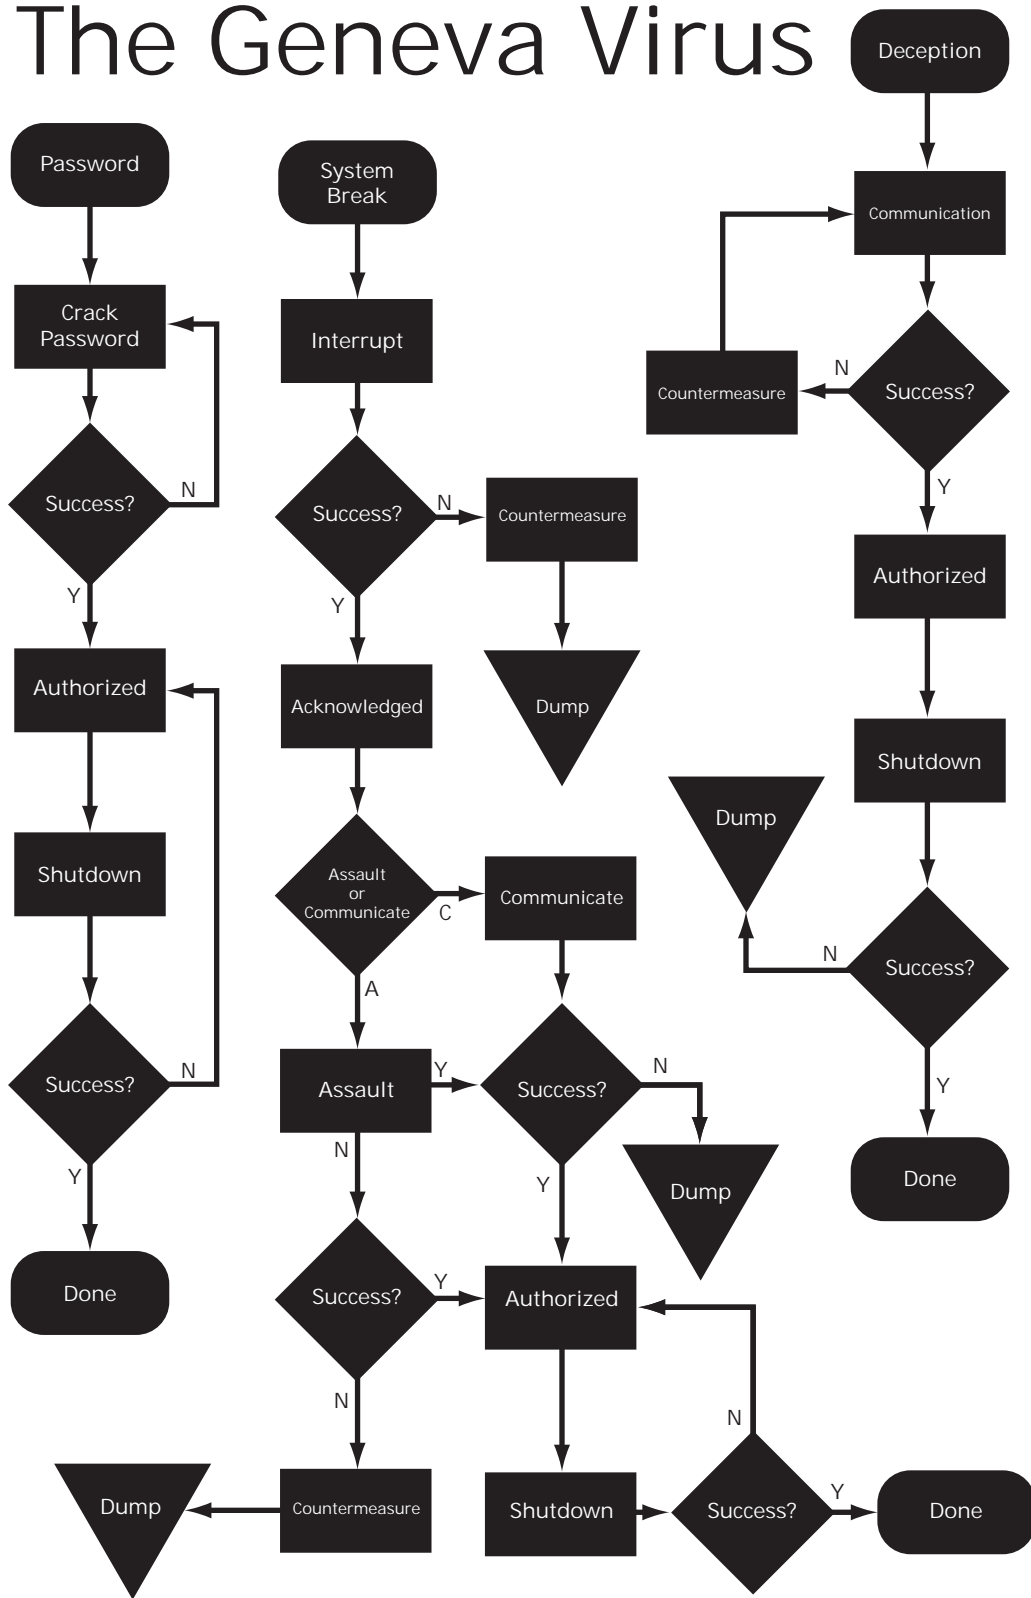 The Geneva Virus
Password
Crack
Password
Success?
N
Y
Authorized
Shutdown
Success?
N
Y
Done
System
Break
Interrupt
Success?
N
Countermeasure
Dump
Y
Acknowledged
Assault
or
Communicate
C
Communicate
A
Assault
Y
Success?
N
Dump
Y
N
Success?
Y
Authorized
N
Countermeasure
Dump
Shutdown
Success?
N
Y
Done
Deception
Communication
Success?
N
Countermeasure
Y
Authorized
Shutdown
Success?
N
Dump
Y
Done